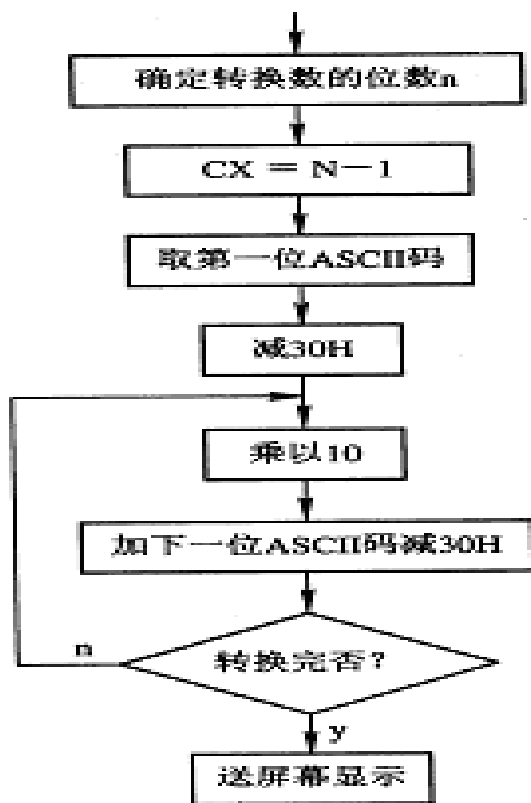 确定转换数的位数n
CX = N－1
取第一位ASCII码
减30H
乘以10
加下一位ASCII码减30H
转换完否?
n
y
送屏幕显示